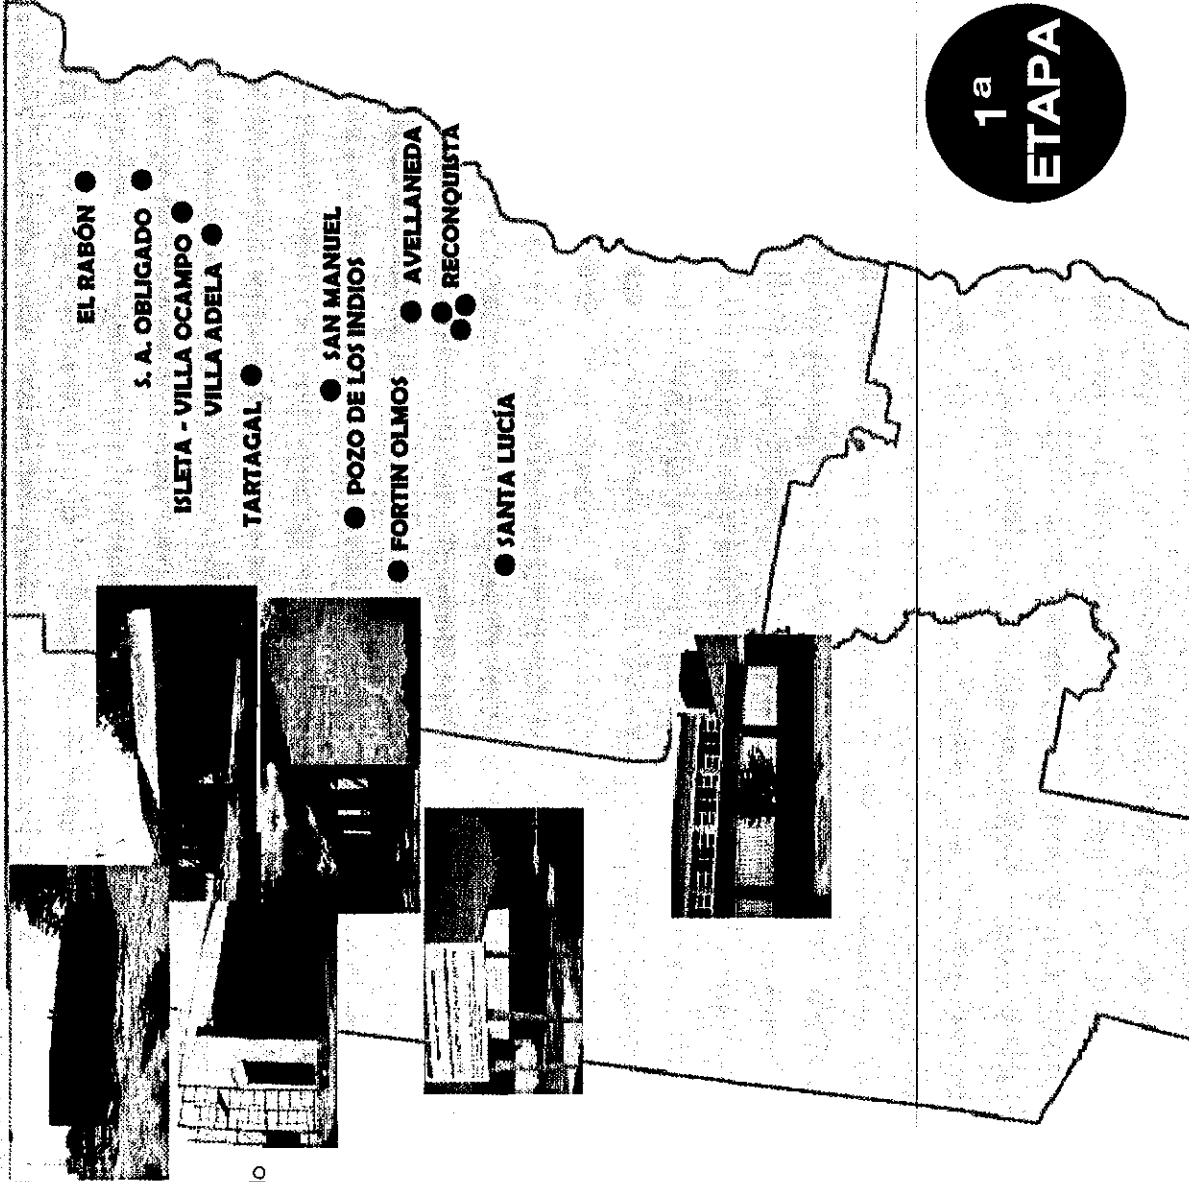 EL RABÓN
S. A. OBLIGADO
ISLETA - VILLA OCAMPO
VILLA ADELA
TARTAGAL
SAN MANUEL
POZO DE LOS INDIOS
FORTIN OLMOS
AVELLANEDA
RECONQUISTA
SANTA LUCÍA
1ª
ETAPA